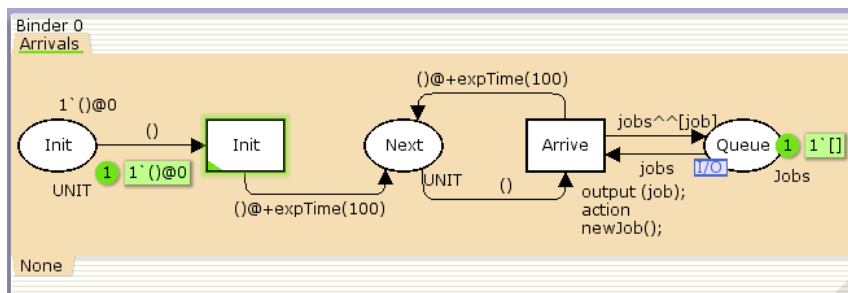 Binder 0
Arrivals
1`()@0
()@+expTime(100)
Init
()
Init
Next
Arrive
jobs^^[job]
Queue
1
1`[]
1
1`()@0
UNIT
UNIT
()
jobs
I/O
Jobs
()@+expTime(100)
output (job);
action
newJob();
None